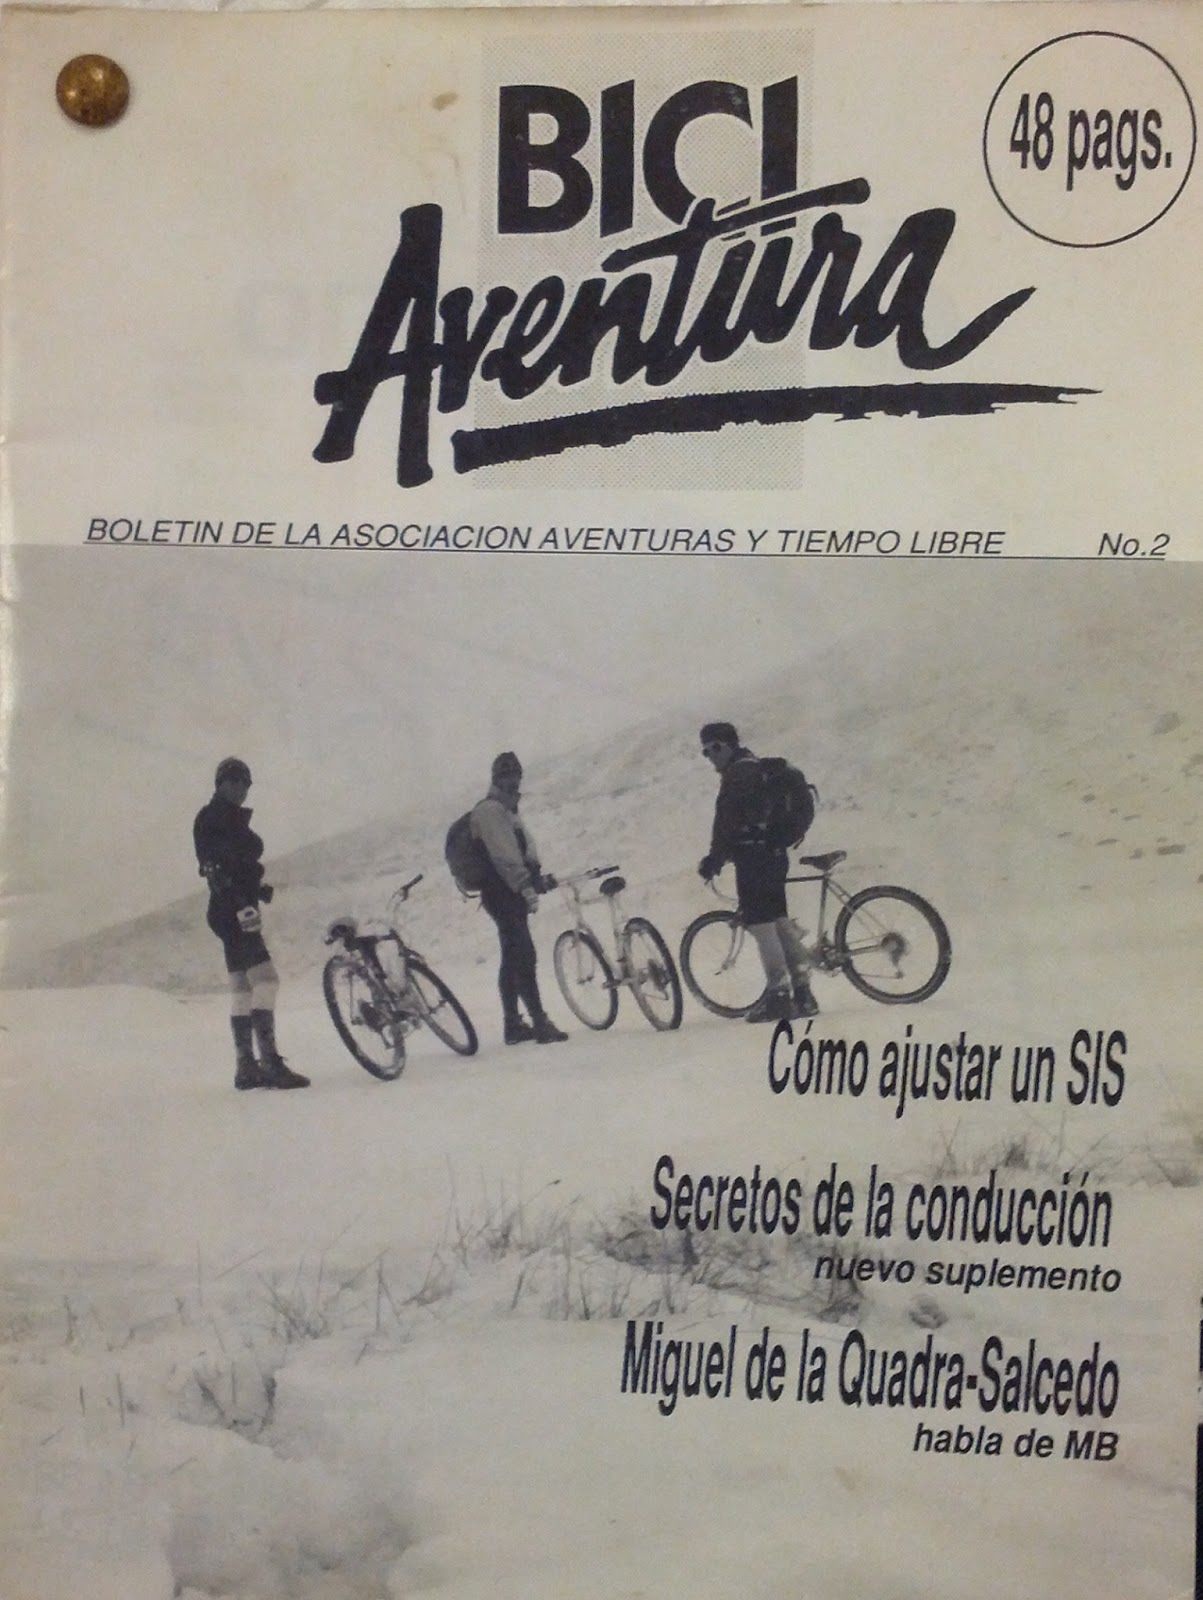 48 pags.
BICI
Aventura
BOLETIN DE LA ASOCIACION AVENTURAS Y TIEMPO LIBRE No.2
Cómo ajustar un SIS
Secretos de la conducción
nuevo suplemento
Miguel de la Quadra-Salcedo
habla de MB